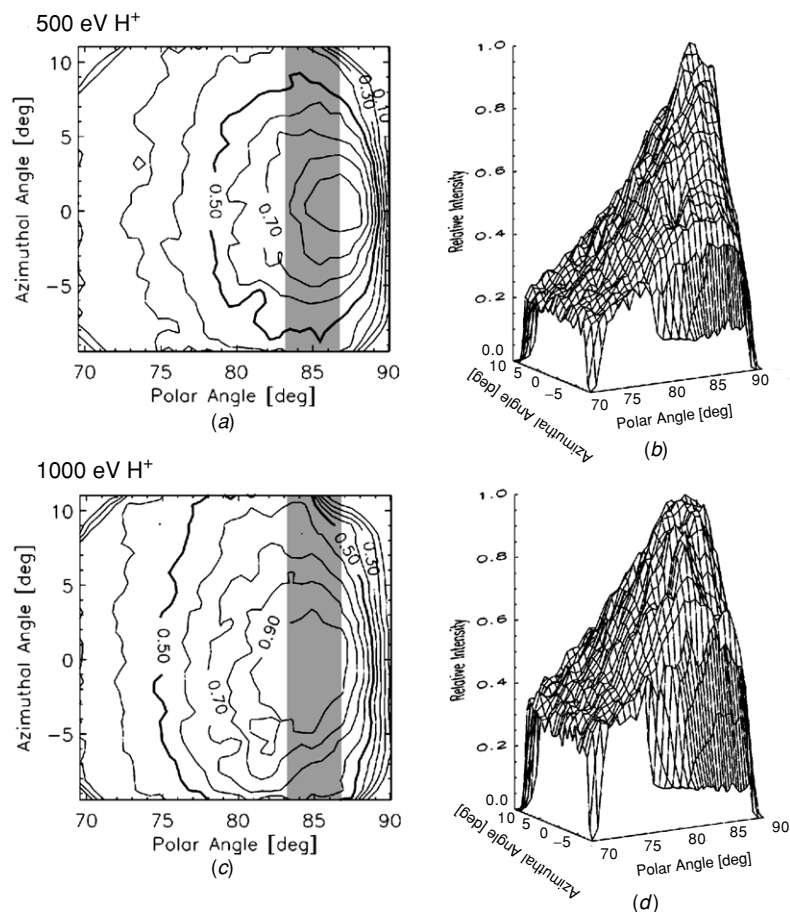 500 eV H+
10
5
0
−5
Azimuthal Angle [deg]
0.50
0.70
0.30
0.10
70 75 80 85 90
Polar Angle [deg]
(a)
1.0
0.8
0.6
0.4
0.2
0.0
Relative Intensity
10 5 0 −5
Azimuthal Angle [deg]
70 75 80 85 90
Polar Angle [deg]
(b)
1000 eV H+
10
5
0
−5
Azimuthal Angle [deg]
0.50
0.70
0.90
0.50
0.30
70 75 80 85 90
Polar Angle [deg]
(c)
1.0
0.8
0.6
0.4
0.2
0.0
Relative Intensity
10 5 0 −5
Azimuthal Angle [deg]
70 75 80 85 90
Polar Angle [deg]
(d)